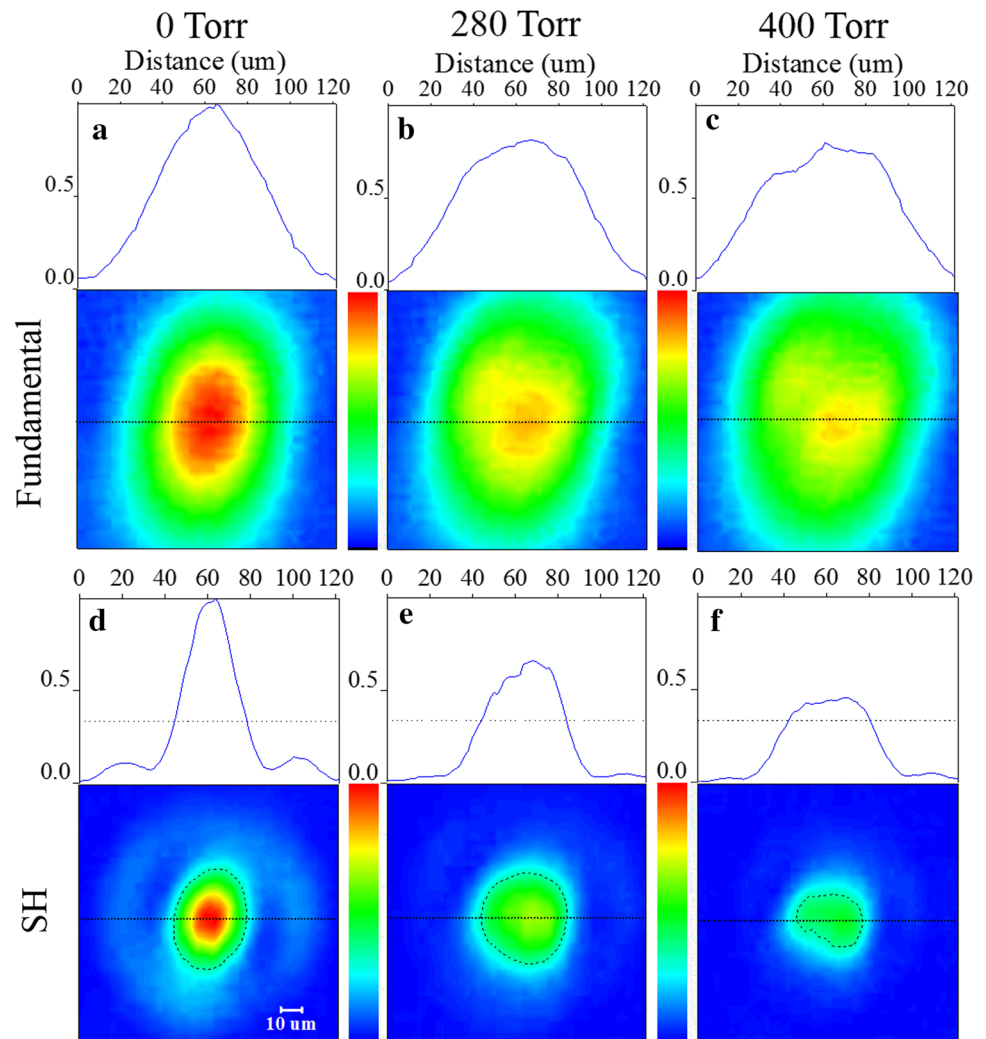 0 Torr 280 Torr 400 Torr
Distance (um) Distance (um) Distance (um)
0 20 40 60 80 100 120 0 20 40 60 80 100 120 0 20 40 60 80 100 120
a b c
0.5 0.5 0.5
0.0 0.0 0.0
Fundamental
0 20 40 60 80 100 120 0 20 40 60 80 100 120 0 20 40 60 80 100 120
d e f
0.5 0.5 0.5
0.0 0.0 0.0
SH
10 um